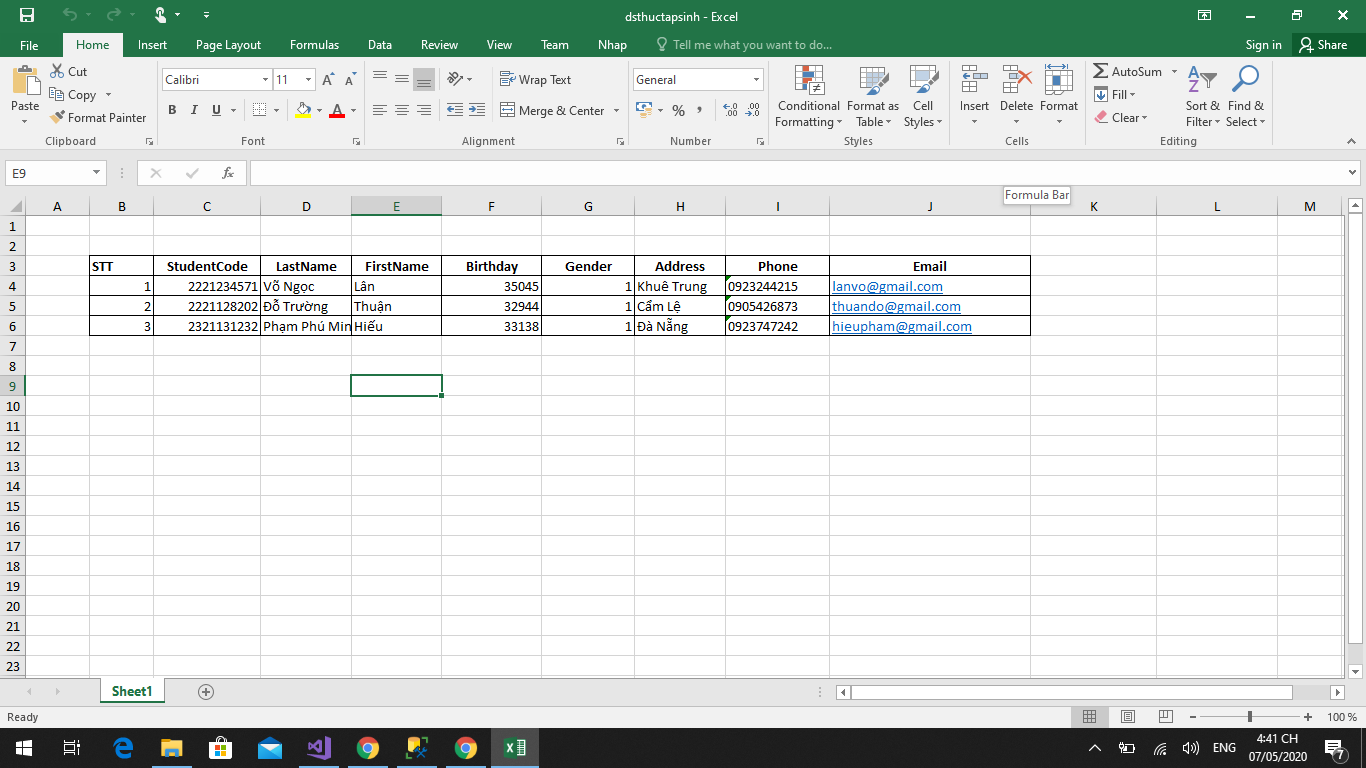 dsthuctapsinh - Excel
File Home Insert Page Layout Formulas Data Review View Team Nhap Tell me what you want to do... Sign in Share
Paste Cut Copy Format Painter Clipboard
Calibri 11 B I U A A A Font
Wrap Text Merge & Center Alignment
General % , .0 .00 .00 .0 Number
Conditional Formatting Format as Table Cell Styles Styles
Insert Delete Format Cells
AutoSum Fill Clear Sort & Filter Find & Select Editing
E9 fx
Formula Bar
A B C D E F G H I J K L M
1
2
3 STT StudentCode LastName FirstName Birthday Gender Address Phone Email
4 1 2221234571 Võ Ngọc Lân 35045 1 Khuê Trung 0923244215 lanvo@gmail.com
5 2 2221128202 Đỗ Trường Thuận 32944 1 Cẩm Lệ 0905426873 thuando@gmail.com
6 3 2321131232 Phạm Phú Min Hiếu 33138 1 Đà Nẵng 0923747242 hieupham@gmail.com
7
8
9
10
11
12
13
14
15
16
17
18
19
20
21
22
23
Sheet1
Ready 100 %
ENG 4:41 CH
07/05/2020 7